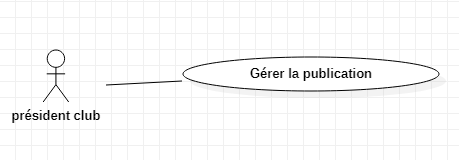 Gérer la publication
président club